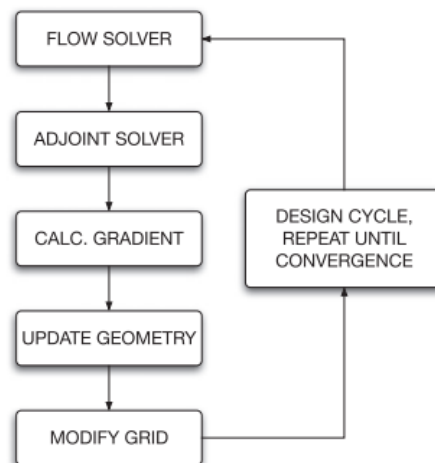 FLOW SOLVER
ADJOINT SOLVER
CALC. GRADIENT
UPDATE GEOMETRY
MODIFY GRID
DESIGN CYCLE,
REPEAT UNTIL
CONVERGENCE